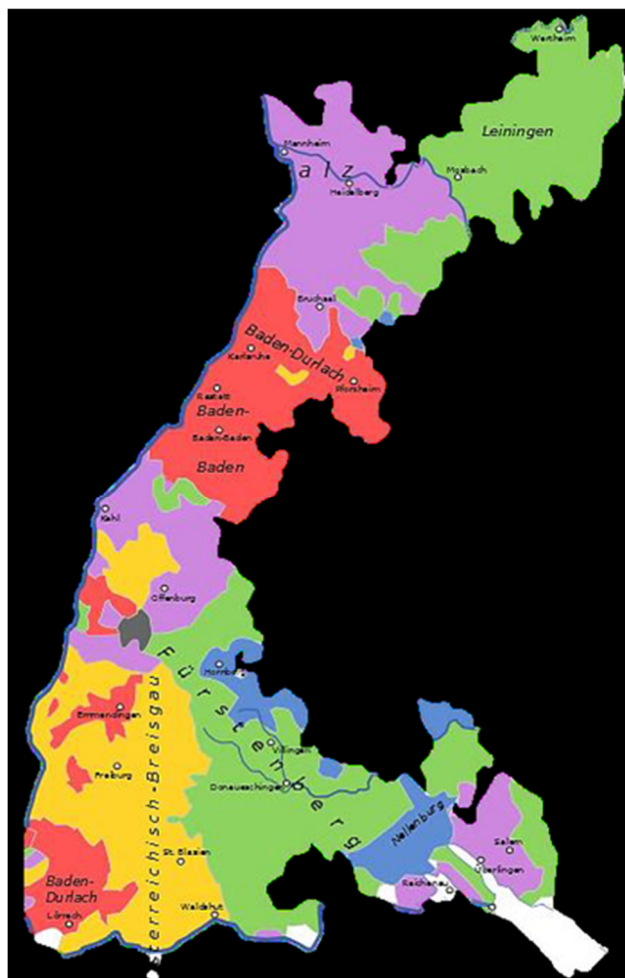 Wertheim
Leiningen
Mannheim
alz
Mosbach
Heidelberg
Bruchsal
Baden-Durlach
Karlsruhe
Pforzheim
Rastatt
Baden-
Baden-Baden
Baden
Kehl
Offenburg
Fürstenberg
Hornberg
Emmendingen
Villingen
Freiburg
Donaueschingen
terreichisch-Breisgau
Nellenburg
Salem
St. Blasien
Überlingen
Reichenau
Baden-
Durlach
Waldshut
Lörrach